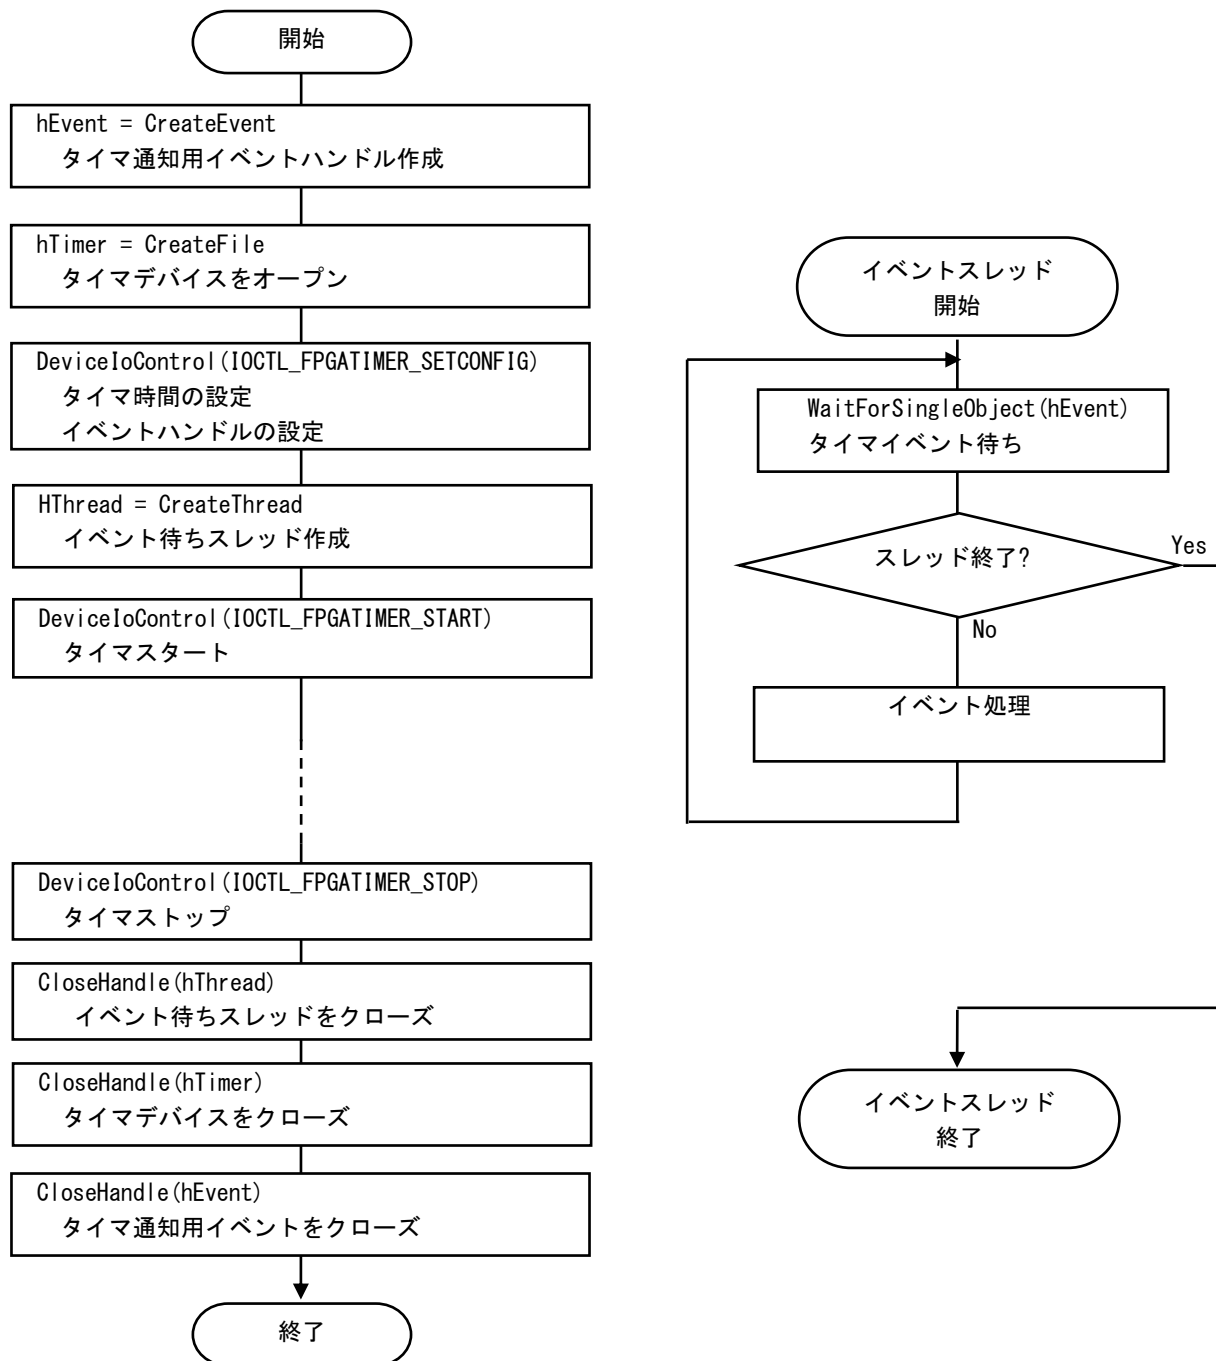 開始
hEvent = CreateEvent
タイマ通知用イベントハンドル作成
hTimer = CreateFile
タイマデバイスをオープン
DeviceIoControl(IOCTL_FPGATIMER_SETCONFIG)
タイマ時間の設定
イベントハンドルの設定
HThread = CreateThread
イベント待ちスレッド作成
DeviceIoControl(IOCTL_FPGATIMER_START)
タイマスタート
DeviceIoControl(IOCTL_FPGATIMER_STOP)
タイマストップ
CloseHandle(hThread)
イベント待ちスレッドをクローズ
CloseHandle(hTimer)
タイマデバイスをクローズ
CloseHandle(hEvent)
タイマ通知用イベントをクローズ
終了
イベントスレッド
開始
WaitForSingleObject(hEvent)
タイマイベント待ち
スレッド終了?
Yes
No
イベント処理
イベントスレッド
終了